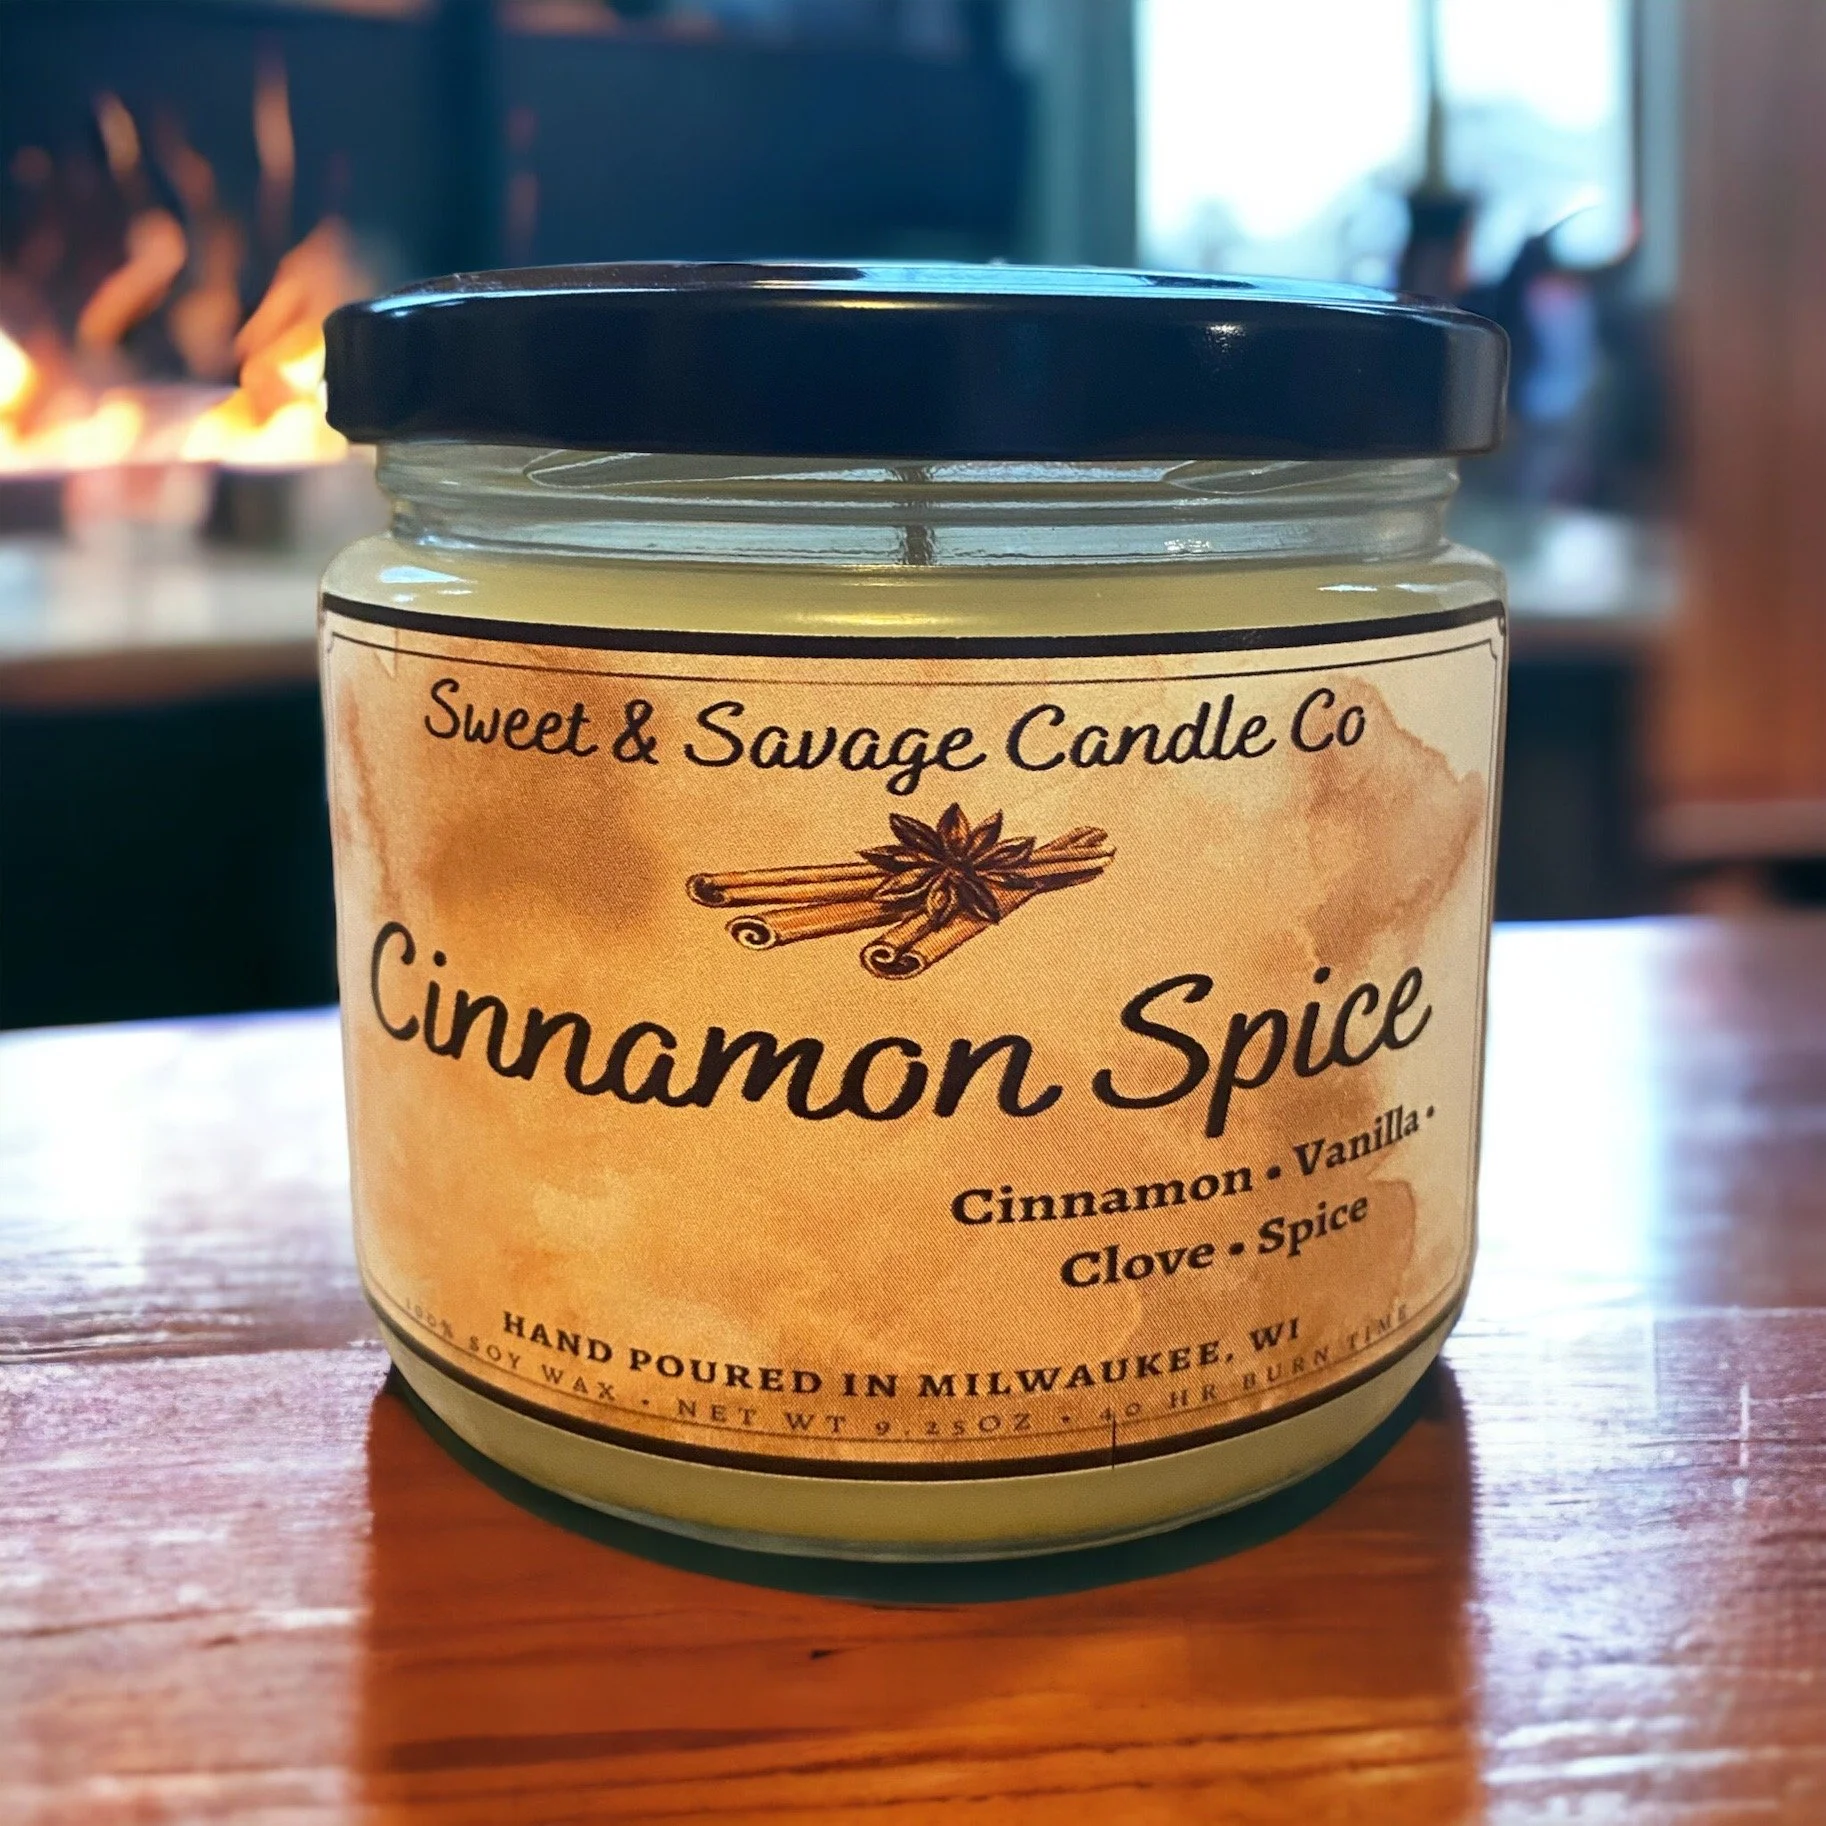 Sweet & Savage Candle Co
Cinnamon Spice
Cinnamon • Vanilla •
Clove • Spice
HAND POURED IN MILWAUKEE, WI
100% SOY WAX • NET WT 9.25OZ • 40 HR BURN TIME